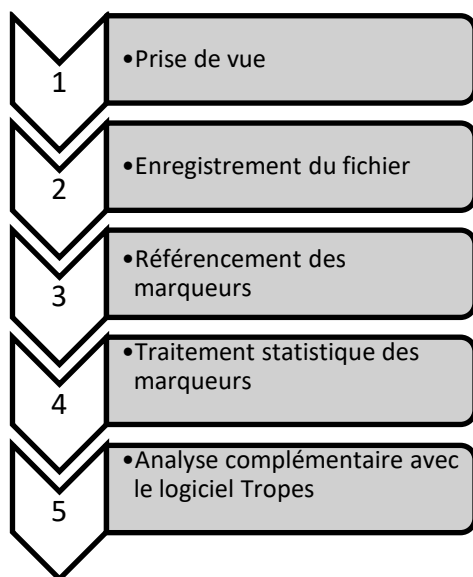 1
•Prise de vue
2
•Enregistrement du fichier
3
•Référencement des
marqueurs
4
•Traitement statistique des
marqueurs
5
•Analyse complémentaire avec
le logiciel Tropes